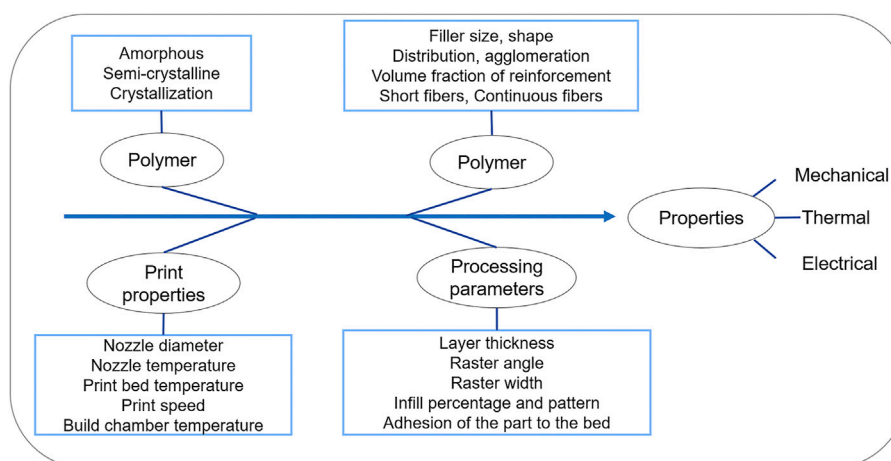 Amorphous
Semi-crystalline
Crystallization
Polymer
Filler size, shape
Distribution, agglomeration
Volume fraction of reinforcement
Short fibers, Continuous fibers
Polymer
Print
properties
Nozzle diameter
Nozzle temperature
Print bed temperature
Print speed
Build chamber temperature
Processing
parameters
Layer thickness
Raster angle
Raster width
Infill percentage and pattern
Adhesion of the part to the bed
Properties
Mechanical
Thermal
Electrical